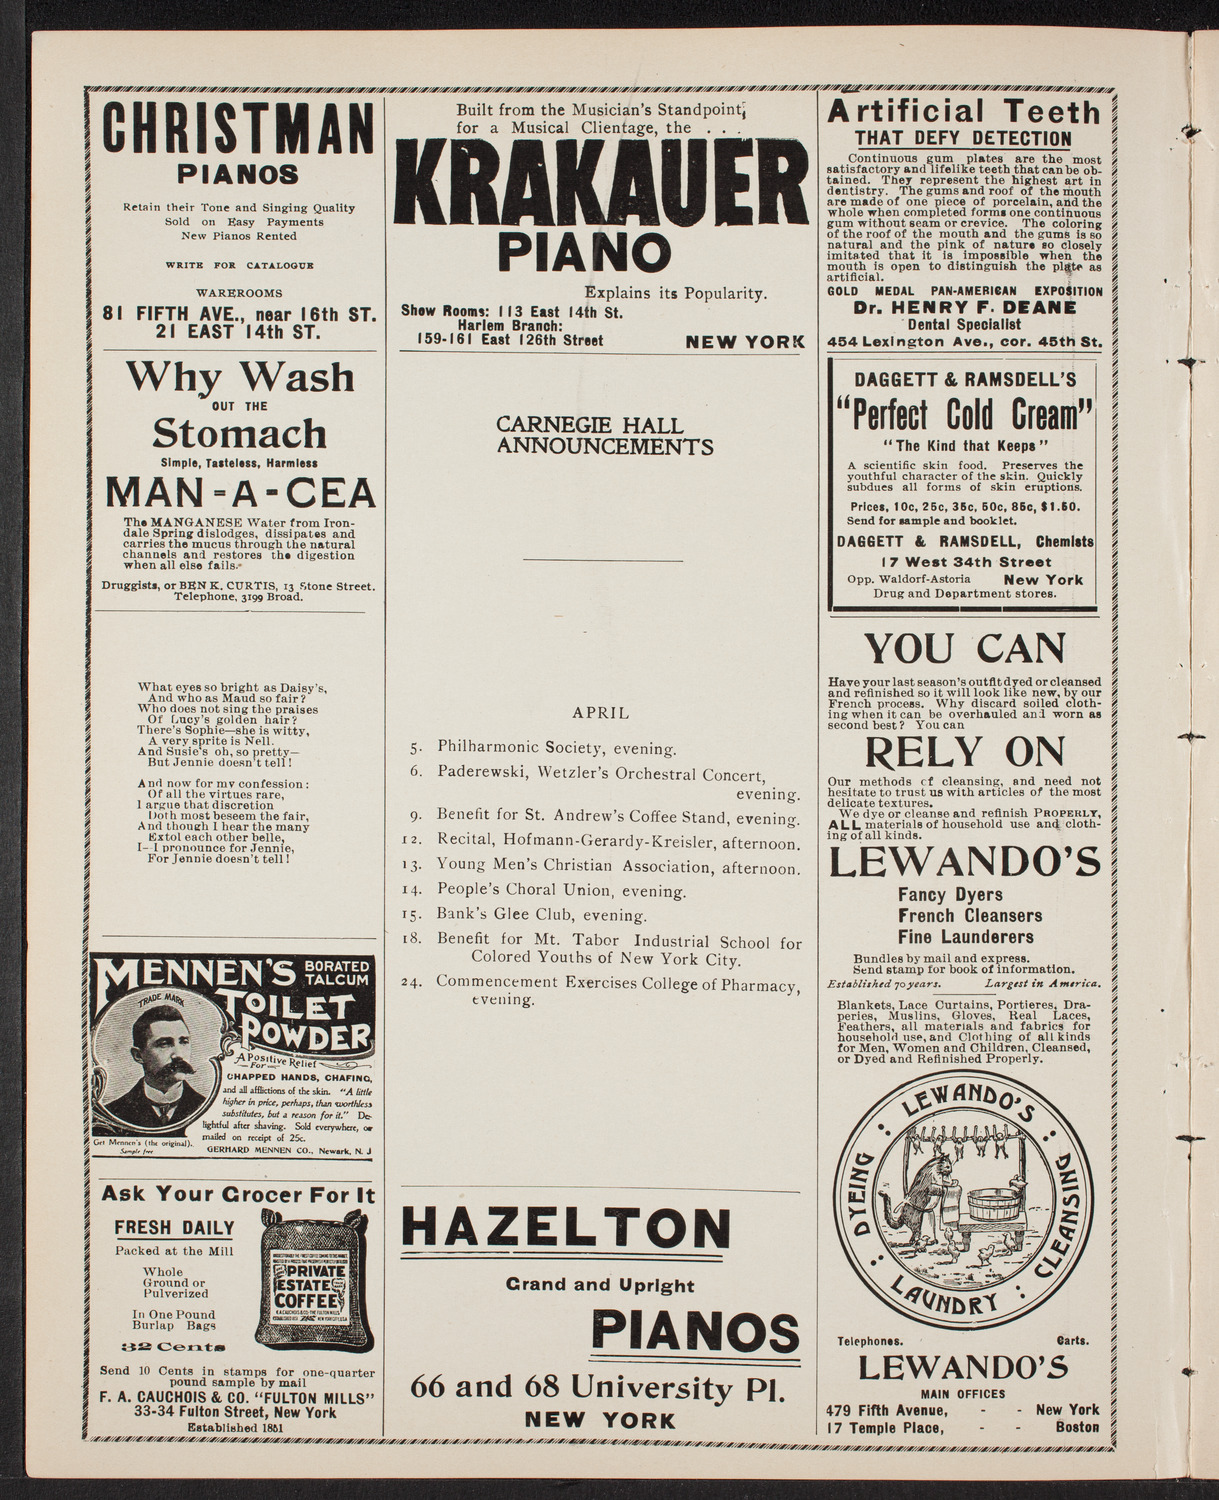 CHRISTMAN
PIANOS
Retain their Tone and Singing Quality
Sold on Easy Payments
New Pianos Rented
WRITE FOR CATALOGUE
WAREROOMS
81 FIFTH AVE., near 16th ST.
21 EAST 14th ST.
Why Wash
OUT THE
Stomach
Simple, Tasteless, Harmless
MAN-A-CEA
The MANGANESE Water from Iron-
dale Spring dislodges, dissipates and
carries the mucus through the natural
channels and restores the digestion
when all else fails.
Druggists, or BEN K. CURTIS, 13 Stone Street.
Telephone, 3199 Broad.
What eyes so bright as Daisy's,
And who as Maud so fair?
Who does not sing the praises
Of Lucy's golden hair?
There's Sophie—she is witty,
A very sprite is Nell.
And Susie's oh, so pretty—
But Jennie doesn't tell!
And now for my confession:
Of all the virtues rare,
I argue that discretion
Doth most beseem the fair,
And though I hear the many
Extol each other belle,
I—I pronounce for Jennie,
For Jennie doesn't tell!
MENNEN'S BORATED
TALCUM
TOILET
POWDER
TRADE MARK
A Positive Relief
For
CHAPPED HANDS, CHAFING,
and all afflictions of the skin. "A little
higher in price, perhaps, than worthless
substitutes, but a reason for it." De-
lightful after shaving. Sold everywhere, or
mailed on receipt of 25c.
Get Mennen's (the original).
Sample free
GERHARD MENNEN CO., Newark, N. J
Ask Your Grocer For It
FRESH DAILY
Packed at the Mill
Whole
Ground or
Pulverized
In One Pound
Burlap Bags
32 Cents
PRIVATE
ESTATE
COFFEE
Send 10 Cents in stamps for one-quarter
pound sample by mail
F. A. CAUCHOIS & CO. "FULTON MILLS"
33-34 Fulton Street, New York
Established 1851
Built from the Musician's Standpoint,
for a Musical Clientage, the . . .
KRAKAUER
PIANO
Explains its Popularity.
Show Rooms: 113 East 14th St.
Harlem Branch:
159-161 East 126th Street NEW YORK
CARNEGIE HALL
ANNOUNCEMENTS
APRIL
5. Philharmonic Society, evening.
6. Paderewski, Wetzler's Orchestral Concert,
evening.
9. Benefit for St. Andrew's Coffee Stand, evening.
12. Recital, Hofmann-Gerardy-Kreisler, afternoon.
13. Young Men's Christian Association, afternoon.
14. People's Choral Union, evening.
15. Bank's Glee Club, evening.
18. Benefit for Mt. Tabor Industrial School for
Colored Youths of New York City.
24. Commencement Exercises College of Pharmacy,
evening.
HAZELTON
Grand and Upright
PIANOS
66 and 68 University Pl.
NEW YORK
Artificial Teeth
THAT DEFY DETECTION
Continuous gum plates are the most
satisfactory and lifelike teeth that can be ob-
tained. They represent the highest art in
dentistry. The gums and roof of the mouth
are made of one piece of porcelain, and the
whole when completed forms one continuous
gum without seam or crevice. The coloring
of the roof of the mouth and the gums is so
natural and the pink of nature so closely
imitated that it is impossible when the
mouth is open to distinguish the plate as
artificial.
GOLD MEDAL PAN-AMERICAN EXPOSITION
Dr. HENRY F. DEANE
Dental Specialist
454 Lexington Ave., cor. 45th St.
DAGGETT & RAMSDELL'S
"Perfect Cold Cream"
"The Kind that Keeps"
A scientific skin food. Preserves the
youthful character of the skin. Quickly
subdues all forms of skin eruptions.
Prices, 10c, 25c, 35c, 50c, 85c, $1.50.
Send for sample and booklet.
DAGGETT & RAMSDELL, Chemists
17 West 34th Street
Opp. Waldorf-Astoria New York
Drug and Department stores.
YOU CAN
Have your last season's outfit dyed or cleansed
and refinished so it will look like new, by our
French process. Why discard soiled cloth-
ing when it can be overhauled and worn as
second best? You can
RELY ON
Our methods of cleansing, and need not
hesitate to trust us with articles of the most
delicate textures.
We dye or cleanse and refinish PROPERLY,
ALL materials of household use and cloth-
ing of all kinds.
LEWANDO'S
Fancy Dyers
French Cleansers
Fine Launderers
Bundles by mail and express.
Send stamp for book of information.
Established 70 years. Largest in America.
Blankets, Lace Curtains, Portieres, Dra-
peries, Muslins, Gloves, Real Laces,
Feathers, all materials and fabrics for
household use, and Clothing of all kinds
for Men, Women and Children, Cleansed,
or Dyed and Refinished Properly.
LEWANDO'S
DYEING
CLEANSING
LAUNDRY
Telephones. Carts.
LEWANDO'S
MAIN OFFICES
479 Fifth Avenue, - - New York
17 Temple Place, - - Boston